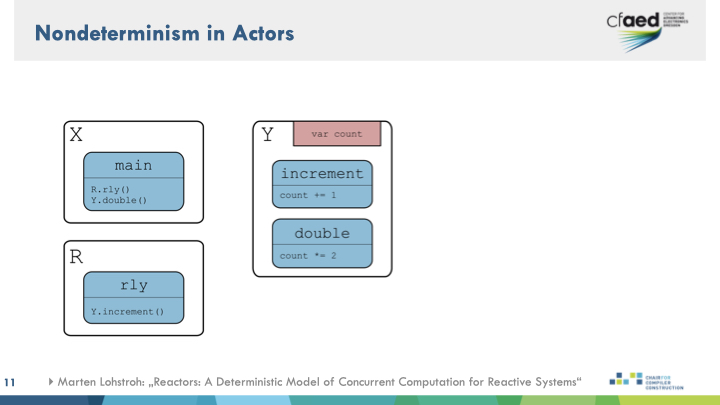 Nondeterminism in Actors
cfaed
CENTER FOR
ADVANCING
ELECTRONICS
DRESDEN
X
main
R.rly()
Y.double()
Y
var count
increment
count += 1
double
count *= 2
R
rly
Y.increment()
11
Marten Lohstroh: „Reactors: A Deterministic Model of Concurrent Computation for Reactive Systems“
CHAIR FOR
COMPILER
CONSTRUCTION